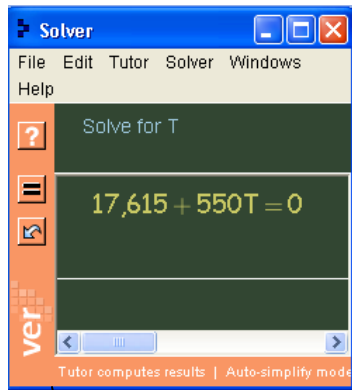 Solver
File Edit Tutor Solver Windows
Help
?
Solve for T
=
17,615 + 550T = 0
ver
Tutor computes results | Auto-simplify mode